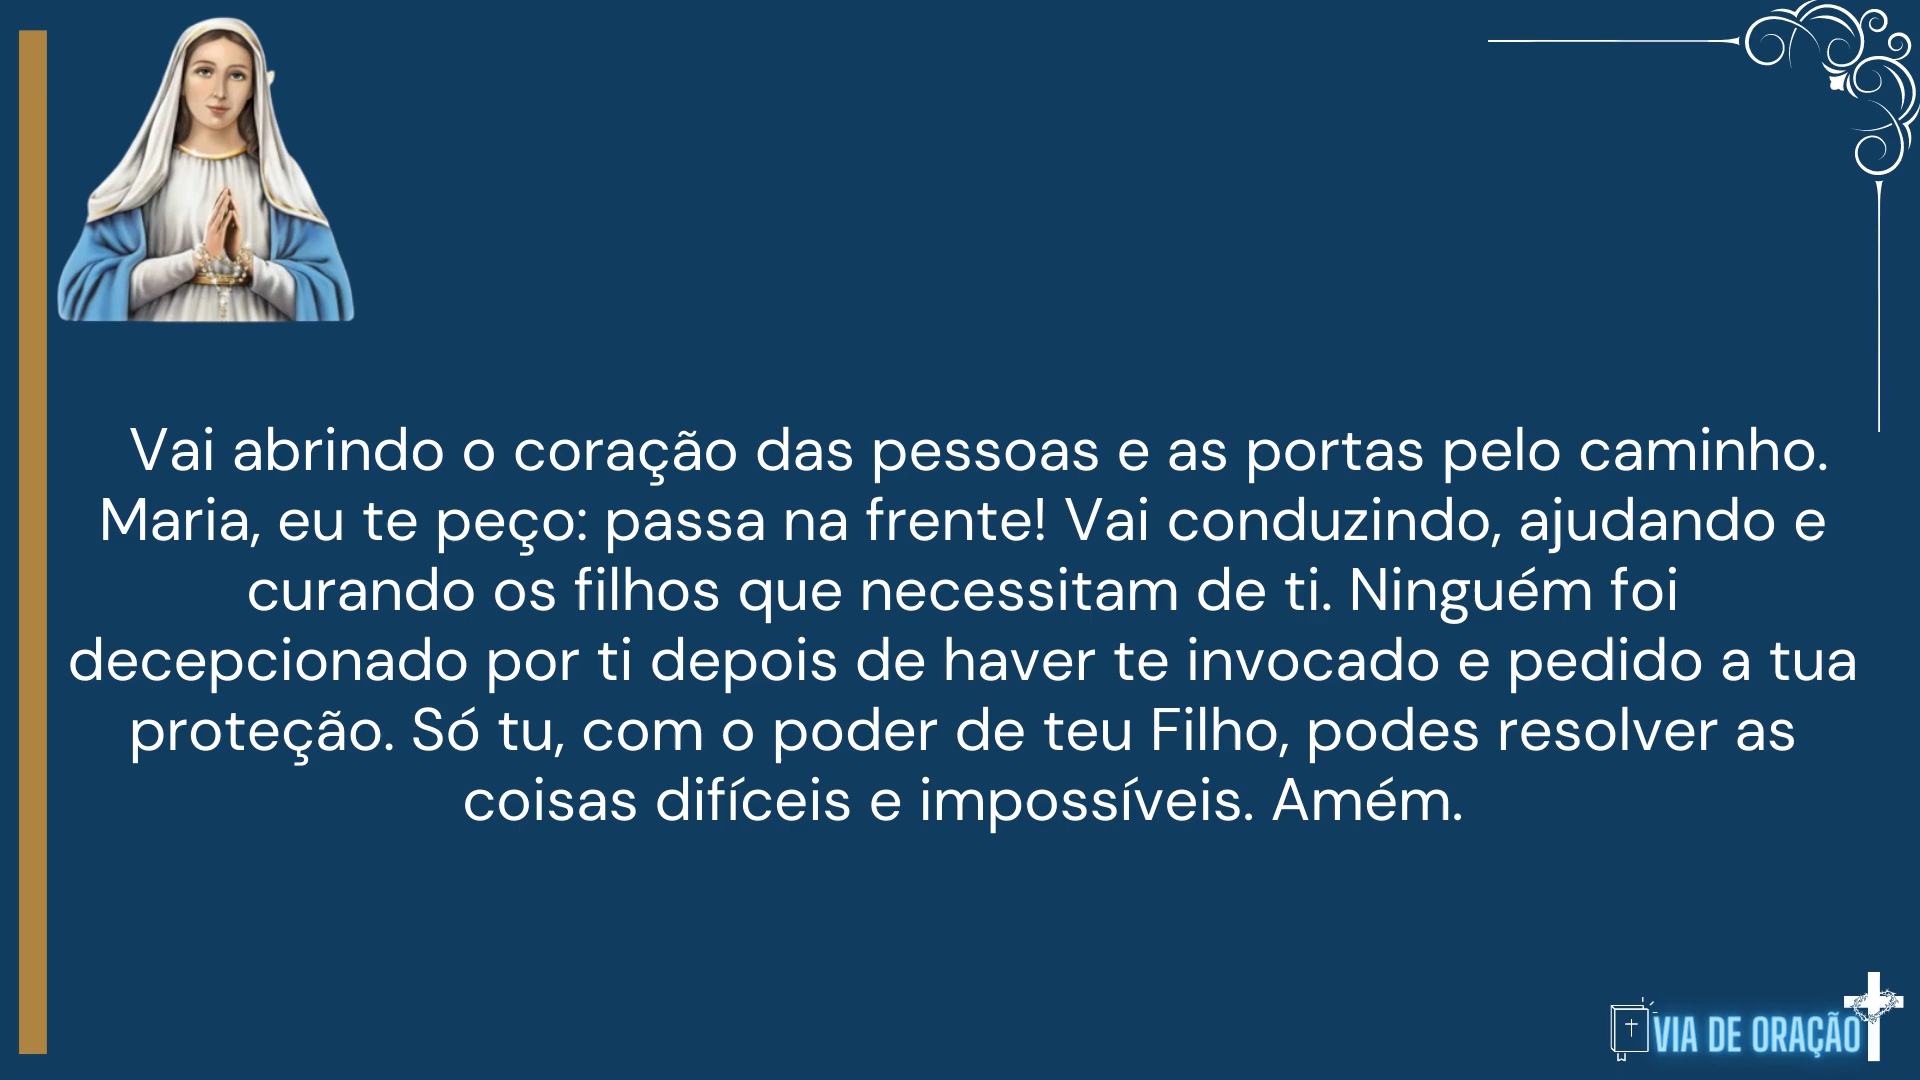 Vai abrindo o coração das pessoas e as portas pelo caminho.
Maria, eu te peço: passa na frente! Vai conduzindo, ajudando e
curando os filhos que necessitam de ti. Ninguém foi
decepcionado por ti depois de haver te invocado e pedido a tua
proteção. Só tu, com o poder de teu Filho, podes resolver as
coisas difíceis e impossíveis. Amém.
VIA DE ORAÇÃO